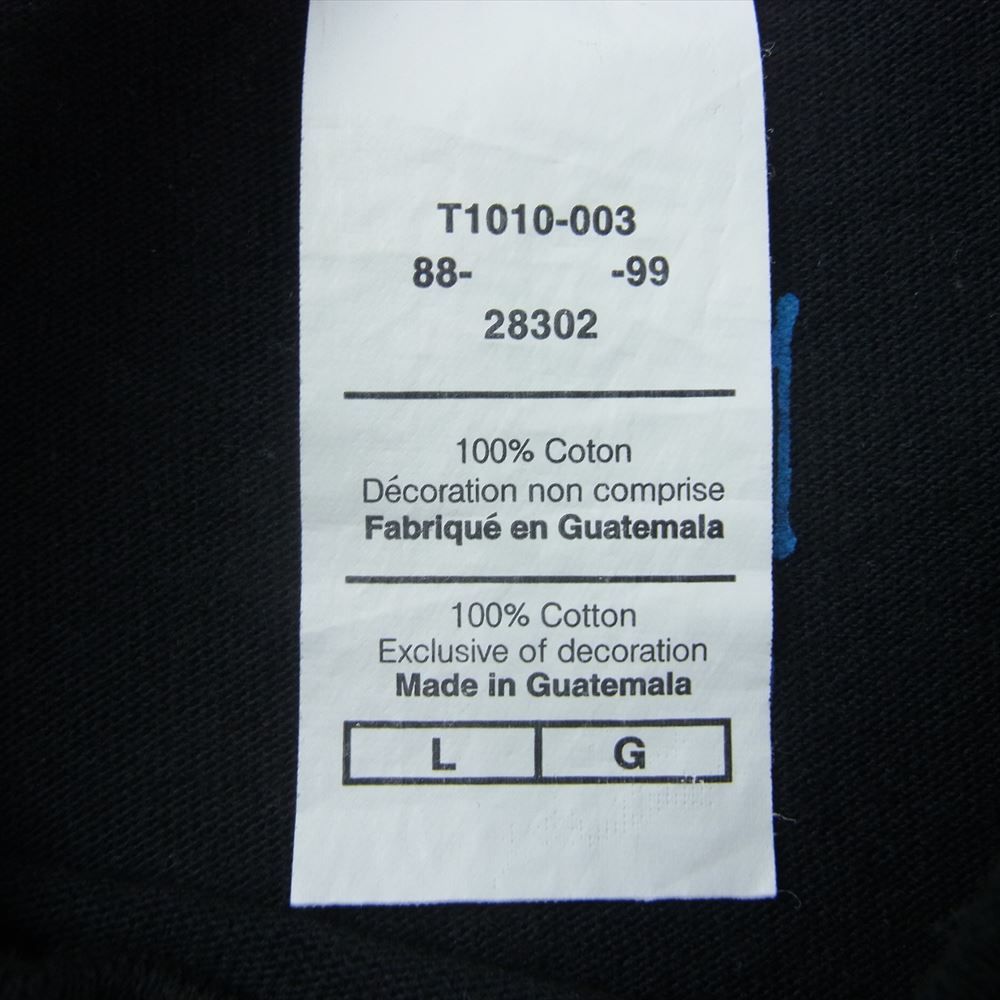 T1010-003
88- -99
28302
100% Coton
Décoration non comprise
Fabriqué en Guatemala
100% Cotton
Exclusive of decoration
Made in Guatemala
L G